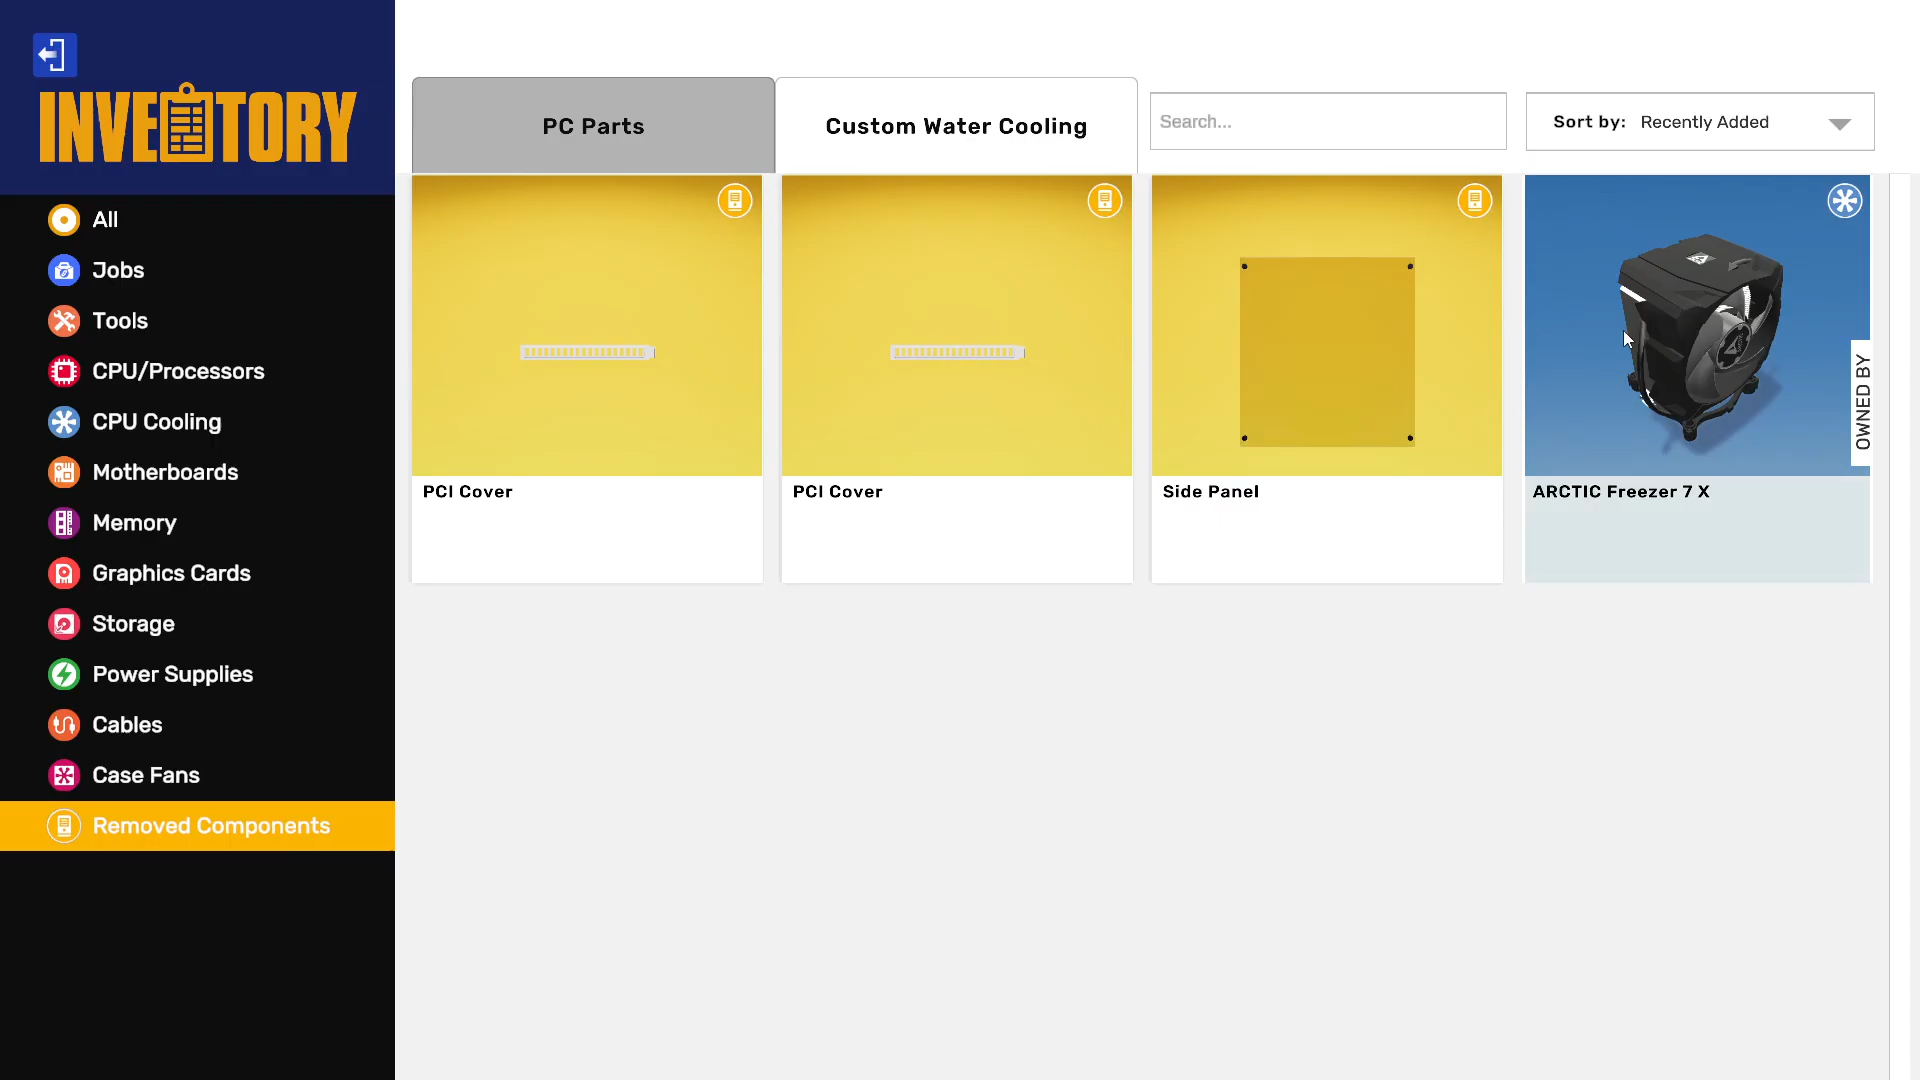 INVENTORY
All
Jobs
Tools
CPU/Processors
CPU Cooling
Motherboards
Memory
Graphics Cards
Storage
Power Supplies
Cables
Case Fans
Removed Components
PC Parts
Custom Water Cooling
Search...
Sort by: Recently Added
PCI Cover
PCI Cover
Side Panel
ARCTIC Freezer 7 X
OWNED BY